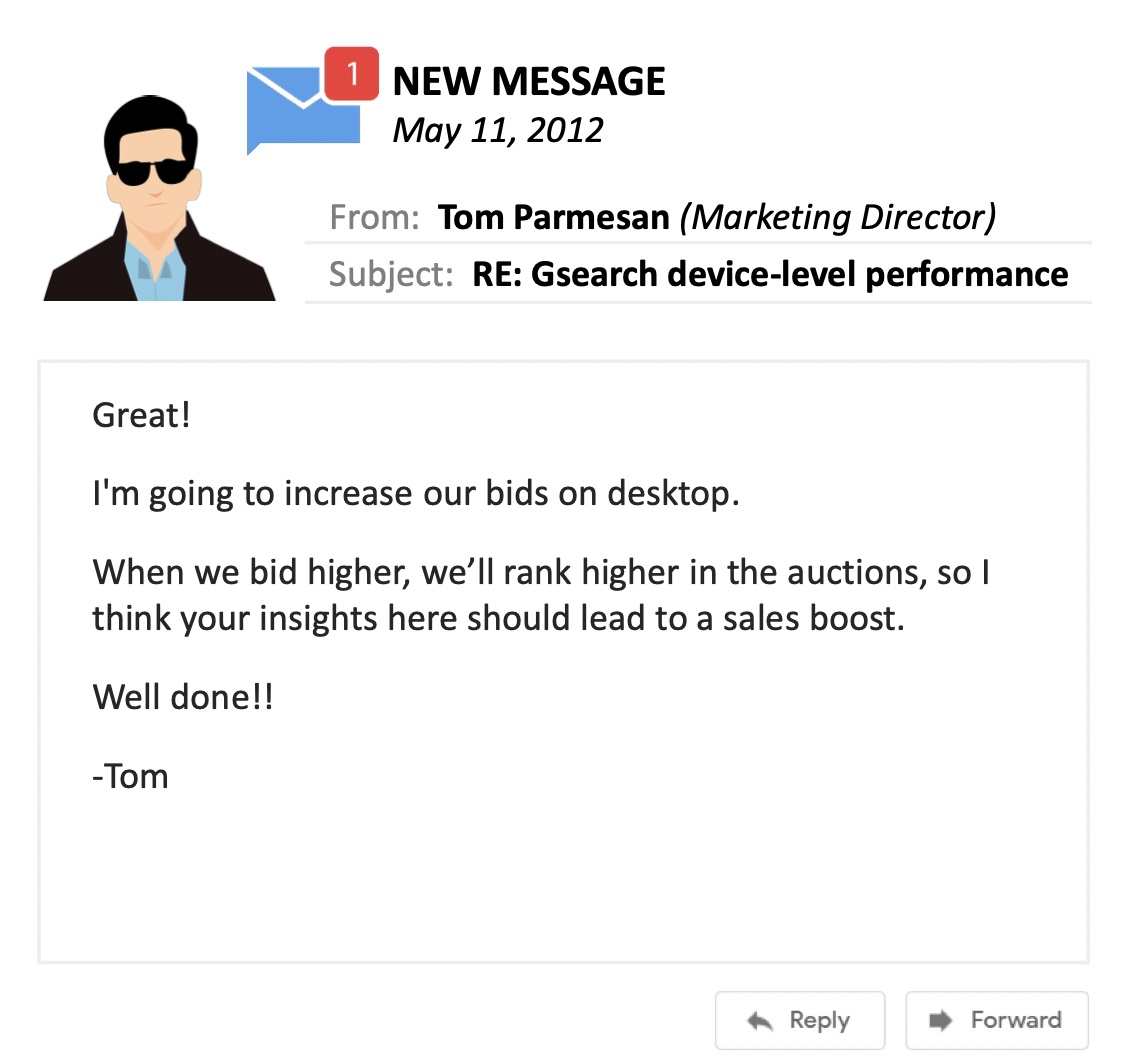 1
NEW MESSAGE
May 11, 2012
From: Tom Parmesan (Marketing Director)
Subject: RE: Gsearch device-level performance
Great!
I'm going to increase our bids on desktop.
When we bid higher, we’ll rank higher in the auctions, so I
think your insights here should lead to a sales boost.
Well done!!
-Tom
Reply
Forward